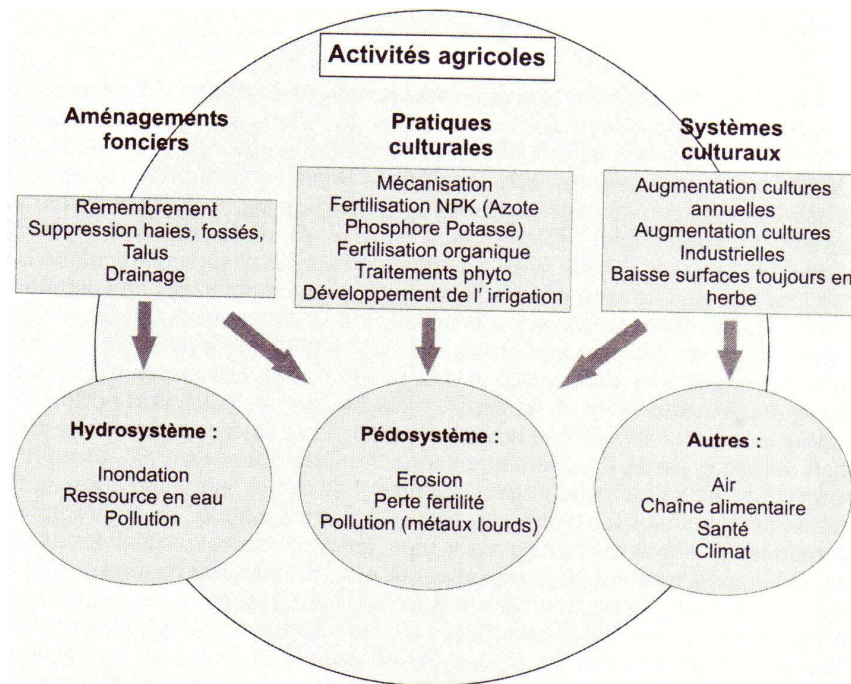 Activités agricoles
Aménagements
fonciers
Remembrement
Suppression haies, fossés,
Talus
Drainage
Pratiques
culturales
Mécanisation
Fertilisation NPK (Azote
Phosphore Potasse)
Fertilisation organique
Traitements phyto
Développement de l' irrigation
Systèmes
culturaux
Augmentation cultures
annuelles
Augmentation cultures
Industrielles
Baisse surfaces toujours en
herbe
Hydrosystème :
Inondation
Ressource en eau
Pollution
Pédosystème :
Erosion
Perte fertilité
Pollution (métaux lourds)
Autres :
Air
Chaîne alimentaire
Santé
Climat